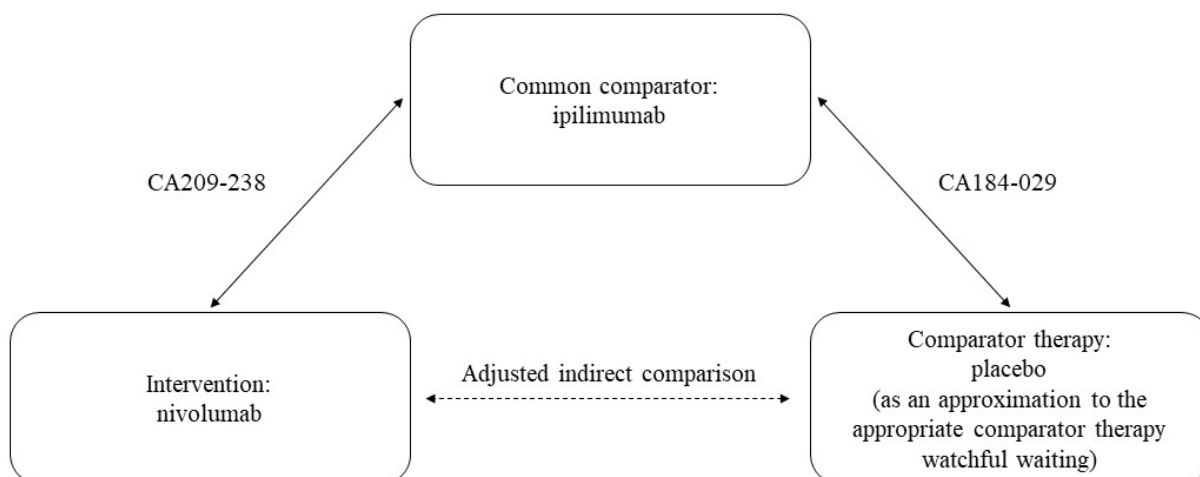 Common comparator:
ipilimumab
CA209-238
CA184-029
Intervention:
nivolumab
Adjusted indirect comparison
Comparator therapy:
placebo
(as an approximation to the
appropriate comparator therapy
watchful waiting)